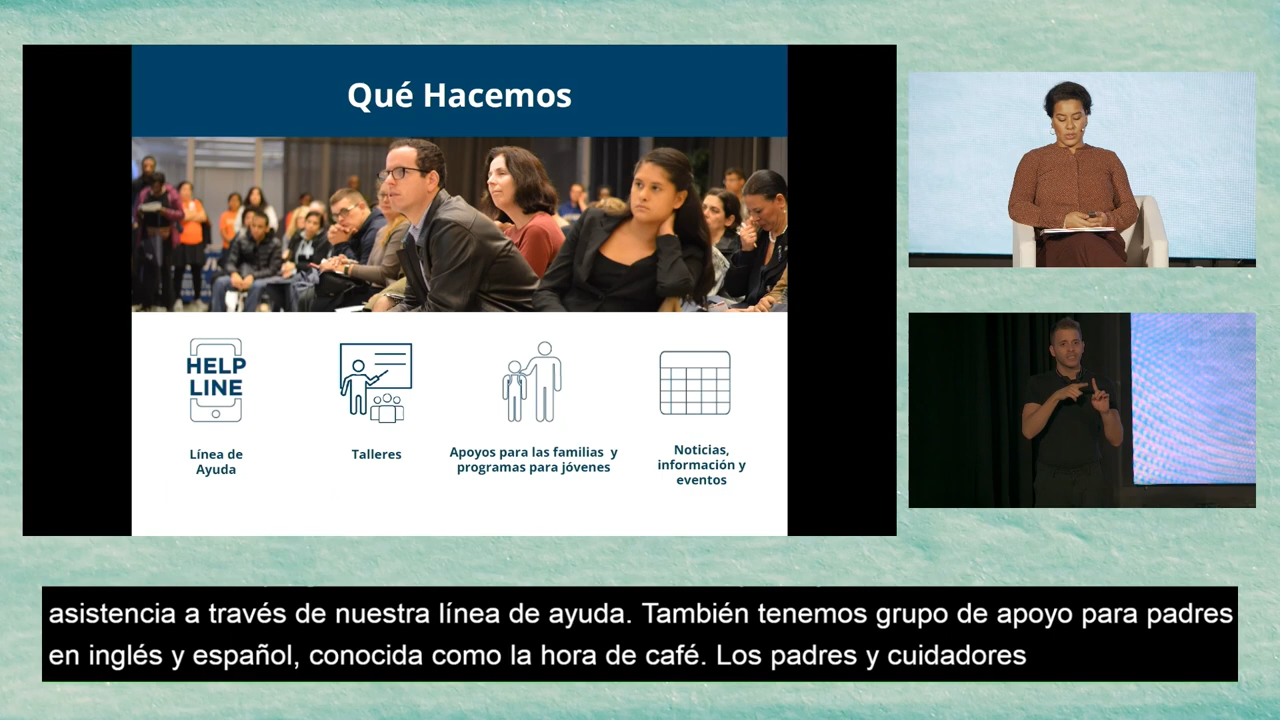 Qué Hacemos
HELP
LINE
Línea de
Ayuda
Talleres
Apoyos para las familias y
programas para jóvenes
Noticias,
información y
eventos
asistencia a través de nuestra línea de ayuda. También tenemos grupo de apoyo para padres
en inglés y español, conocida como la hora de café. Los padres y cuidadores